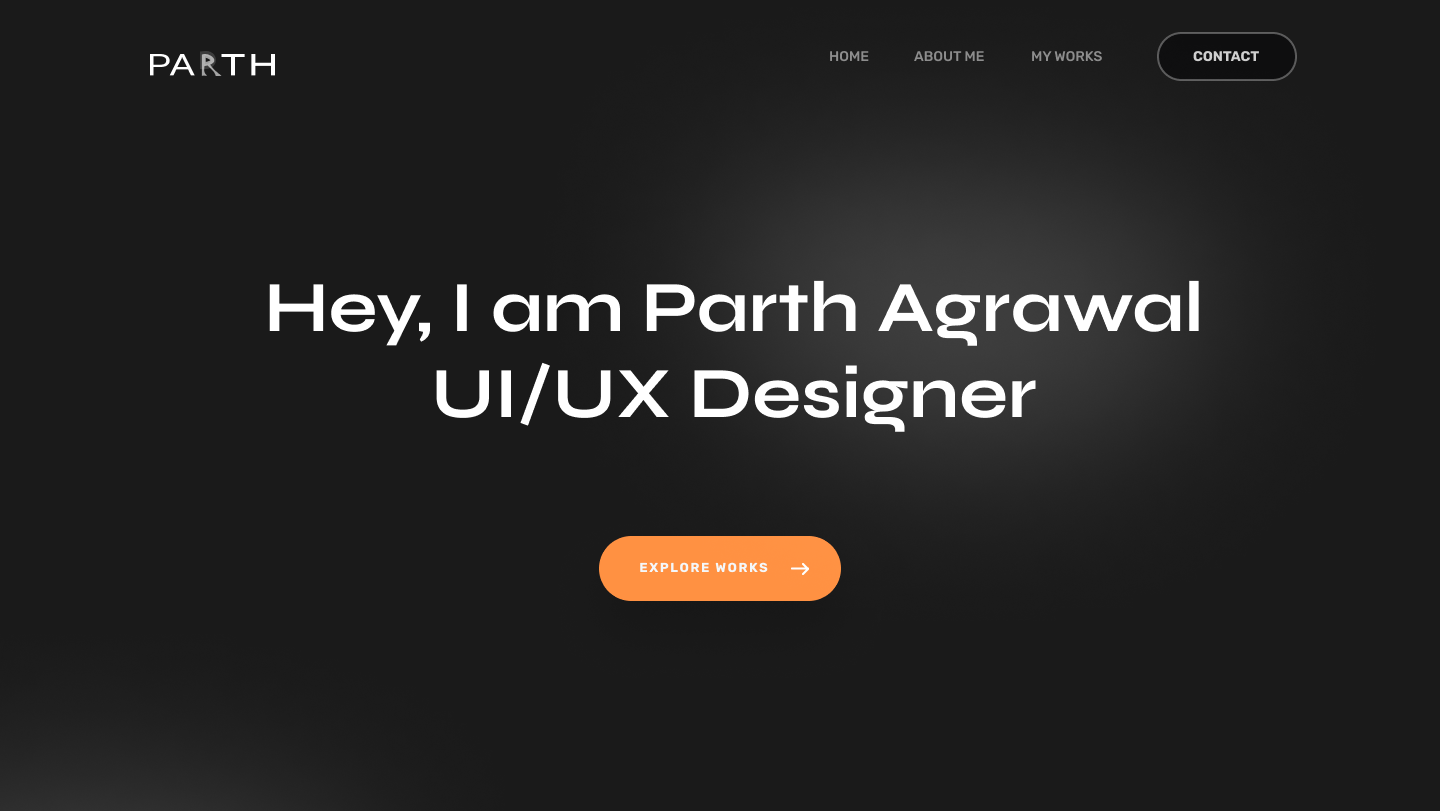 PARTH
HOME ABOUT ME MY WORKS CONTACT
Hey, I am Parth Agrawal
UI/UX Designer
EXPLORE WORKS